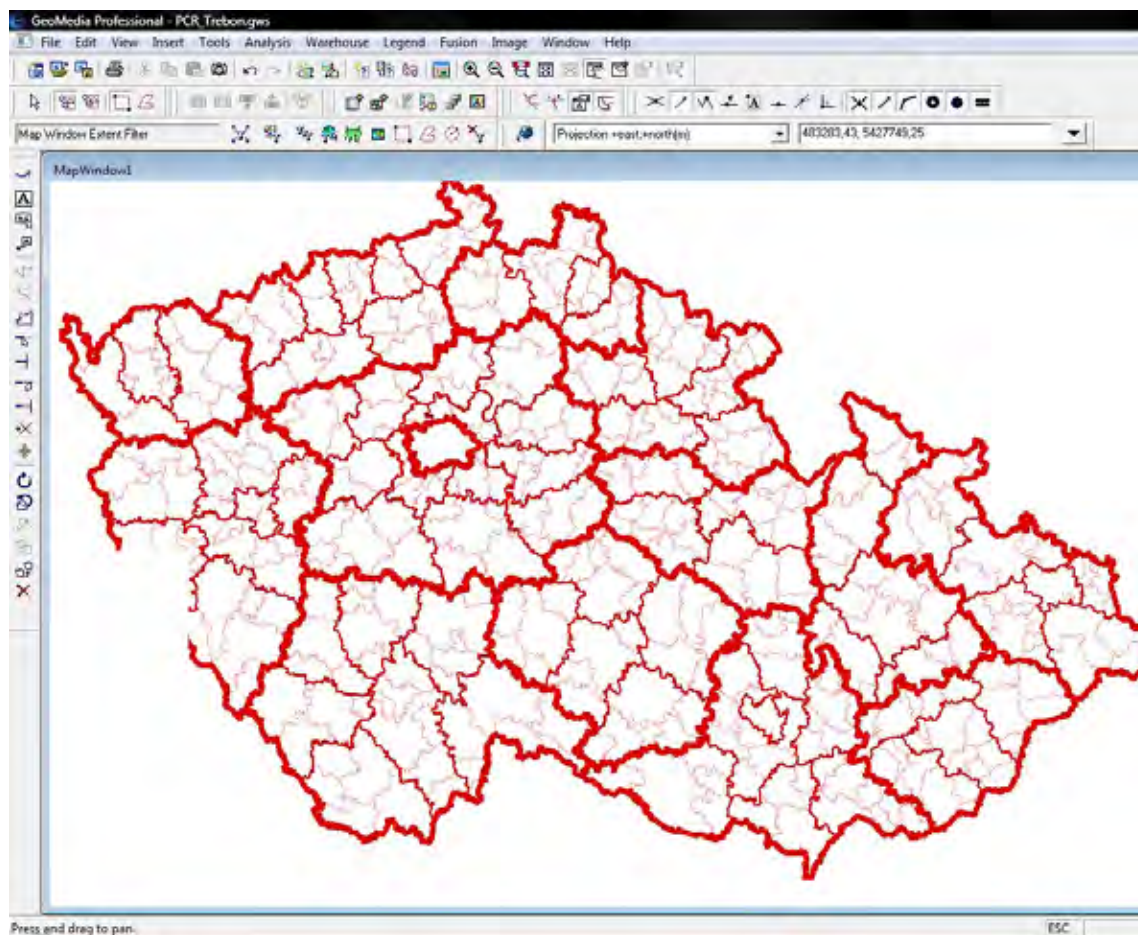 GeoMedia Professional - PCR_Trebon.gws
File Edit View Insert Tools Analysis Warehouse Legend Fusion Image Window Help
Map Window Extent Filter
Projection +east,+north(m)
483283,43, 5427749,25
MapWindow1
Press and drag to pan.
ESC